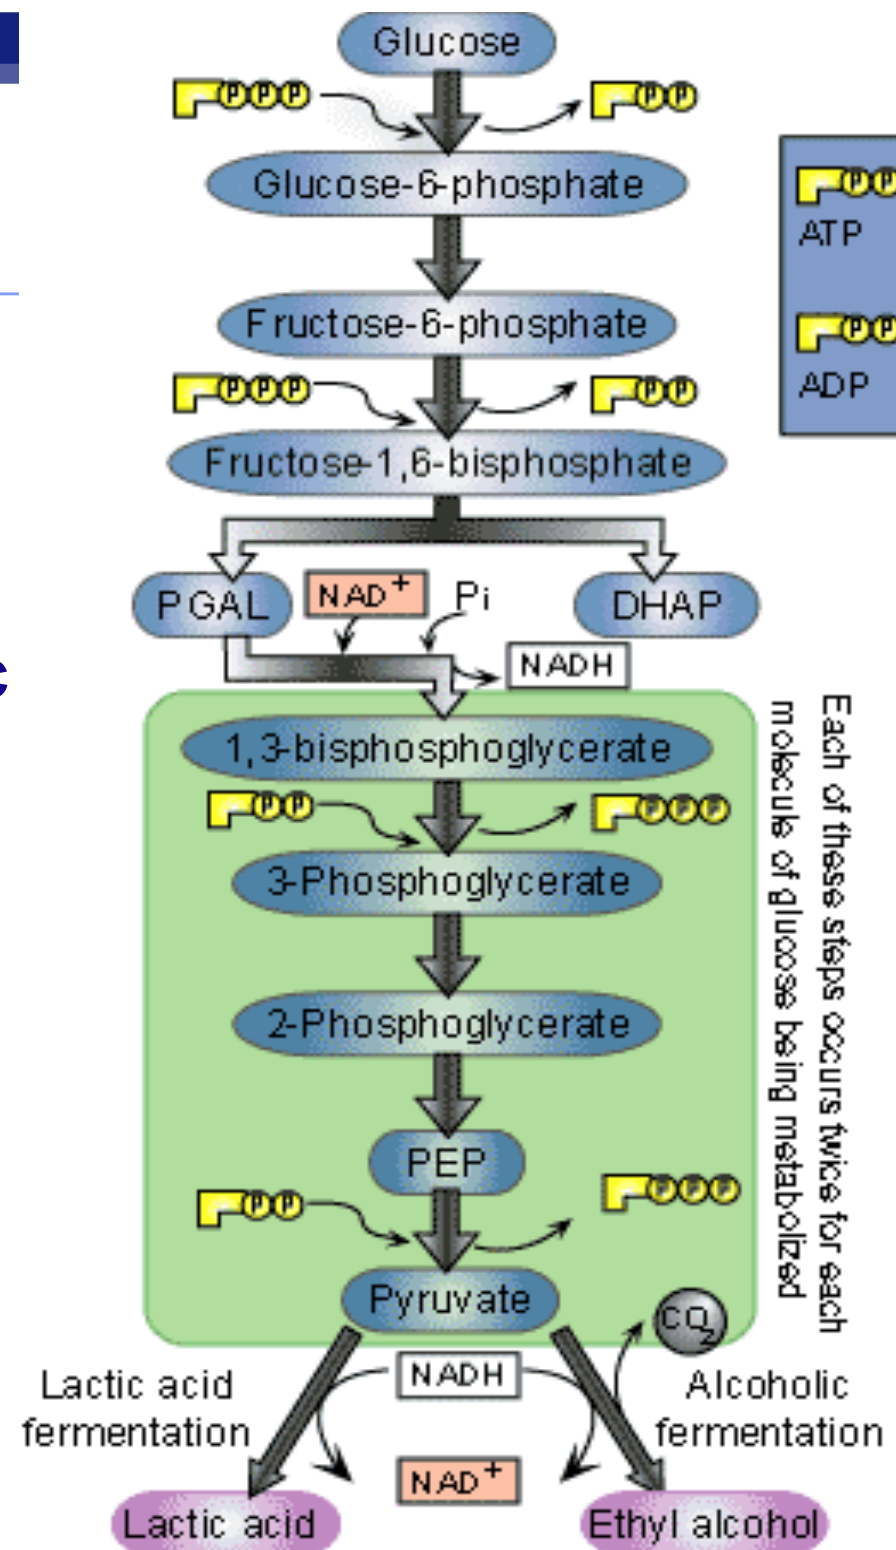 Glucose
P P P
P P
Glucose-6-phosphate
P P
ATP
Fructose-6-phosphate
P P
ADP
P P P
P P
Fructose-1,6-bisphosphate
PGAL
NAD+
Pi
DHAP
NADH
c
1,3-bisphosphoglycerate
P P
P P P
3-Phosphoglycerate
2-Phosphoglycerate
PEP
P P
P P P
Pyruvate
CO2
Each of these steps occurs twice for each
molecule of glucose being metabolized
Lactic acid
fermentation
NADH
Alcoholic
fermentation
NAD+
Lactic acid
Ethyl alcohol